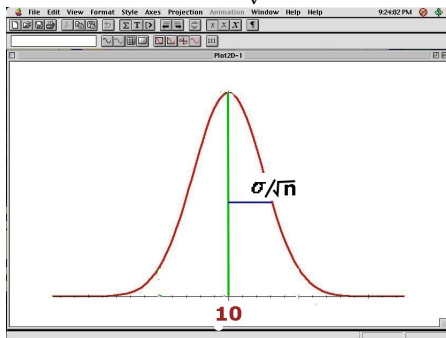 File Edit View Format Style Axes Projection Animation Window Help Help 9:24:02 PM
Σ T
x x X ¶
Plot2D-1
σ/√n
10